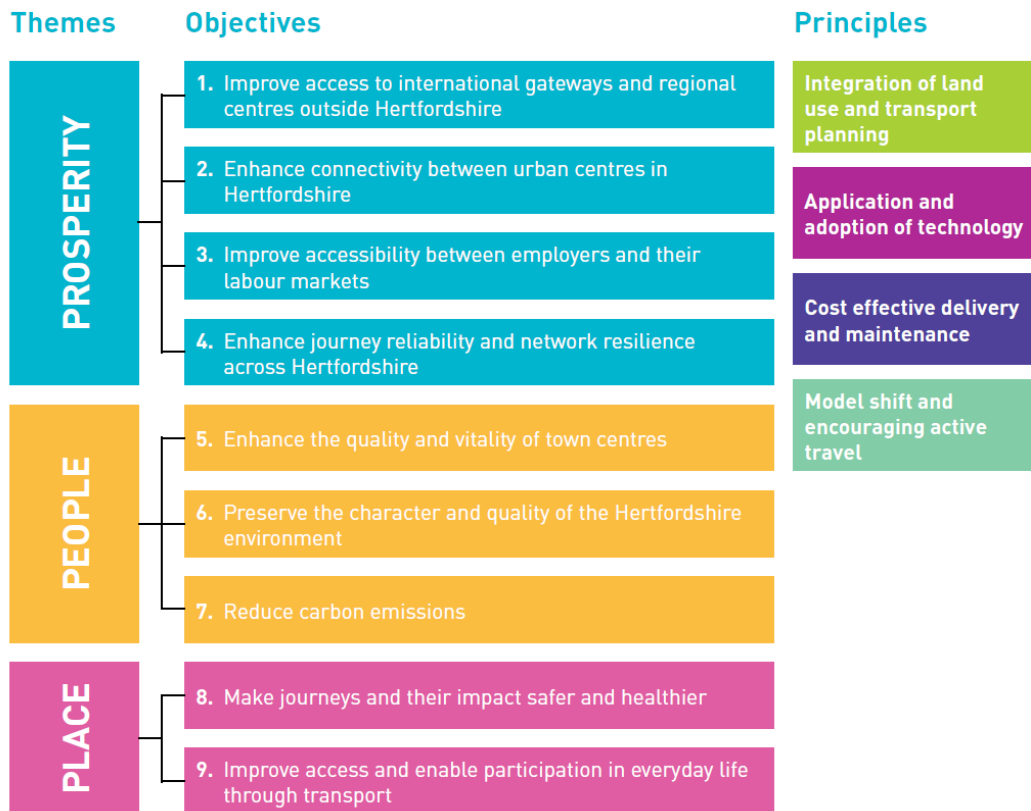 Themes
Objectives
Principles
PROSPERITY
1. Improve access to international gateways and regional
centres outside Hertfordshire
2. Enhance connectivity between urban centres in
Hertfordshire
3. Improve accessibility between employers and their
labour markets
4. Enhance journey reliability and network resilience
across Hertfordshire
PEOPLE
5. Enhance the quality and vitality of town centres
6. Preserve the character and quality of the Hertfordshire
environment
7. Reduce carbon emissions
PLACE
8. Make journeys and their impact safer and healthier
9. Improve access and enable participation in everyday life
through transport
Integration of land
use and transport
planning
Application and
adoption of technology
Cost effective delivery
and maintenance
Model shift and
encouraging active
travel